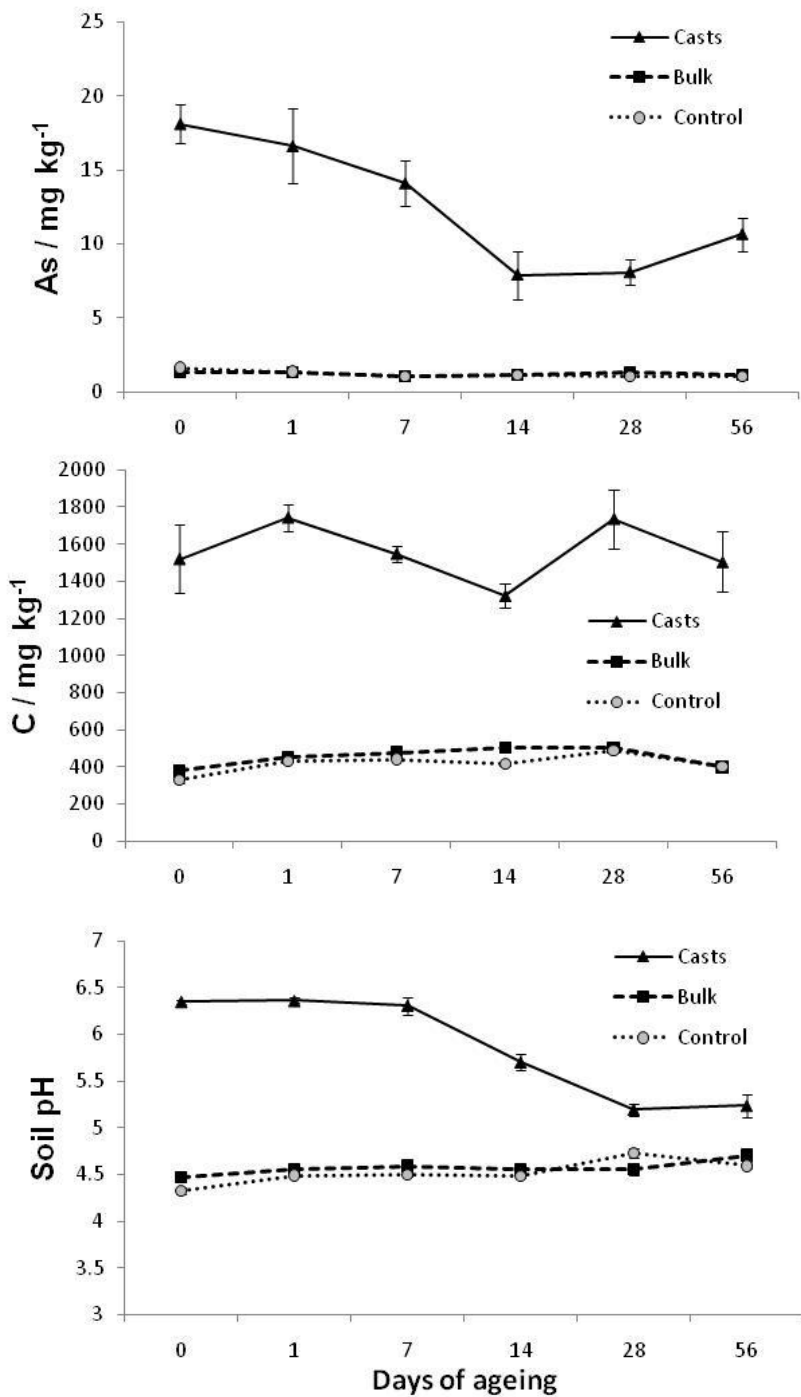 25
20
15
10
5
0
As / mg kg-1
Casts
Bulk
Control
0 1 7 14 28 56
2000
1800
1600
1400
1200
1000
800
600
400
200
0
C / mg kg-1
Casts
Bulk
Control
0 1 7 14 28 56
7
6.5
6
5.5
5
4.5
4
3.5
3
Soil pH
Casts
Bulk
Control
0 1 7 14 28 56
Days of ageing